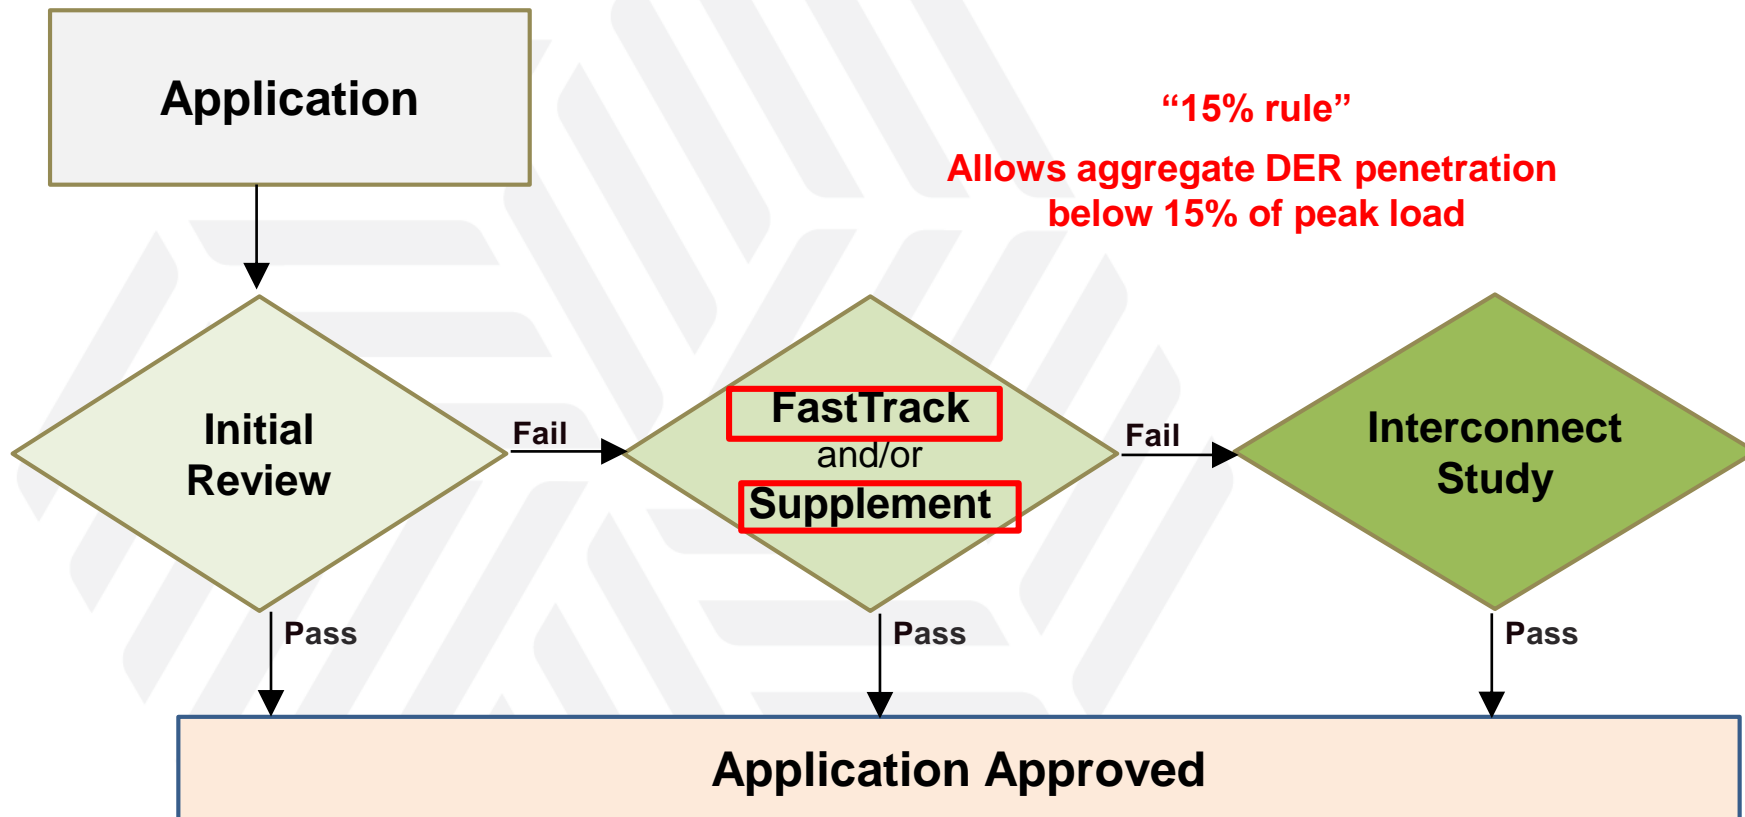 Application
“15% rule”
Allows aggregate DER penetration
below 15% of peak load
Initial
Review
Fail
FastTrack
and/or
Supplement
Fail
Interconnect
Study
Pass
Pass
Pass
Application Approved